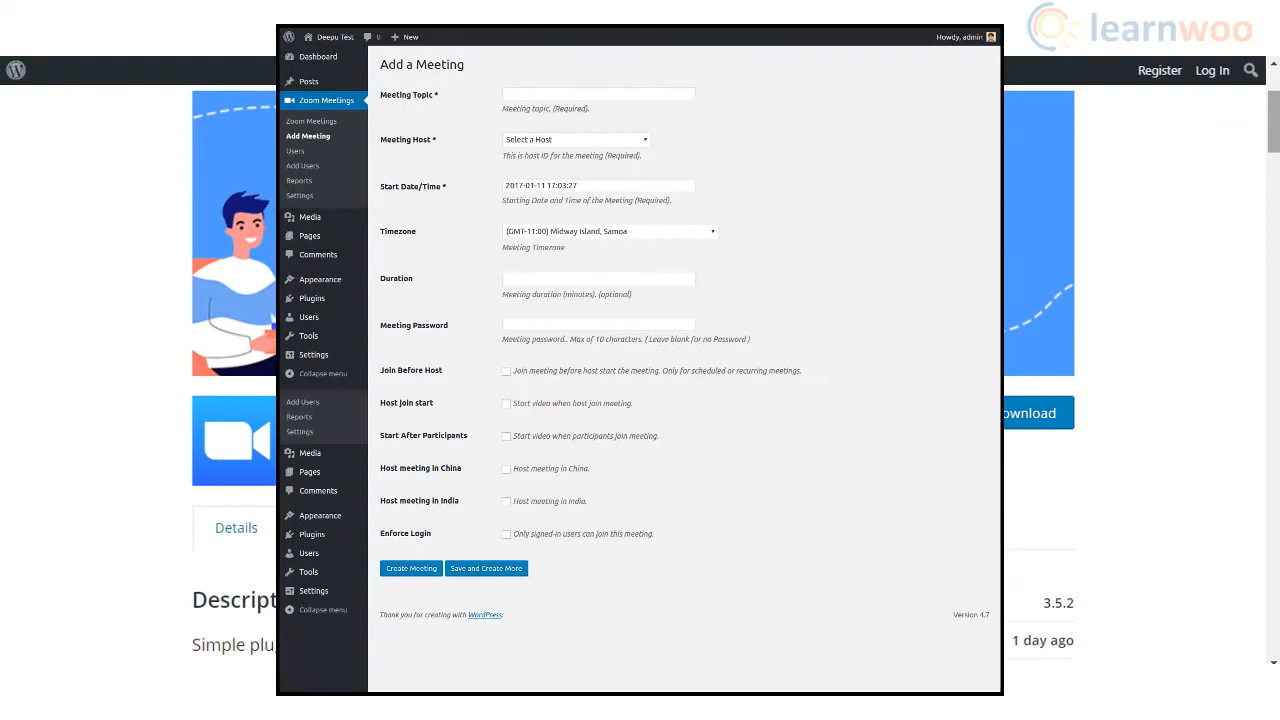 learnwoo
Register Log In
Deepu Test 0 New Howdy, admin
Dashboard
Posts
Zoom Meetings
Zoom Meetings
Add Meeting
Users
Add Users
Reports
Settings
Media
Pages
Comments
Appearance
Plugins
Users
Tools
Settings
Collapse menu
Add Users
Reports
Settings
Media
Pages
Comments
Appearance
Plugins
Users
Tools
Settings
Collapse menu
Add a Meeting
Meeting Topic *
Meeting topic. (Required).
Meeting Host * Select a Host
This is host ID for the meeting (Required).
Start Date/Time * 2017-01-11 17:03:27
Starting Date and Time of the Meeting (Required).
Timezone (GMT-11:00) Midway Island, Samoa
Meeting Timezone
Duration
Meeting duration (minutes). (optional)
Meeting Password
Meeting password.. Max of 10 characters. ( Leave blank for no Password )
Join Before Host Join meeting before host start the meeting. Only for scheduled or recurring meetings.
Host join start Start video when host join meeting.
Start After Participants Start video when participants join meeting.
Host meeting in China Host meeting in China.
Host meeting in India Host meeting in India.
Enforce Login Only signed-in users can join this meeting.
Create Meeting Save and Create More
Thank you for creating with WordPress. Version 4.7
ownload
Details
Descript
3.5.2
Simple plu
1 day ago